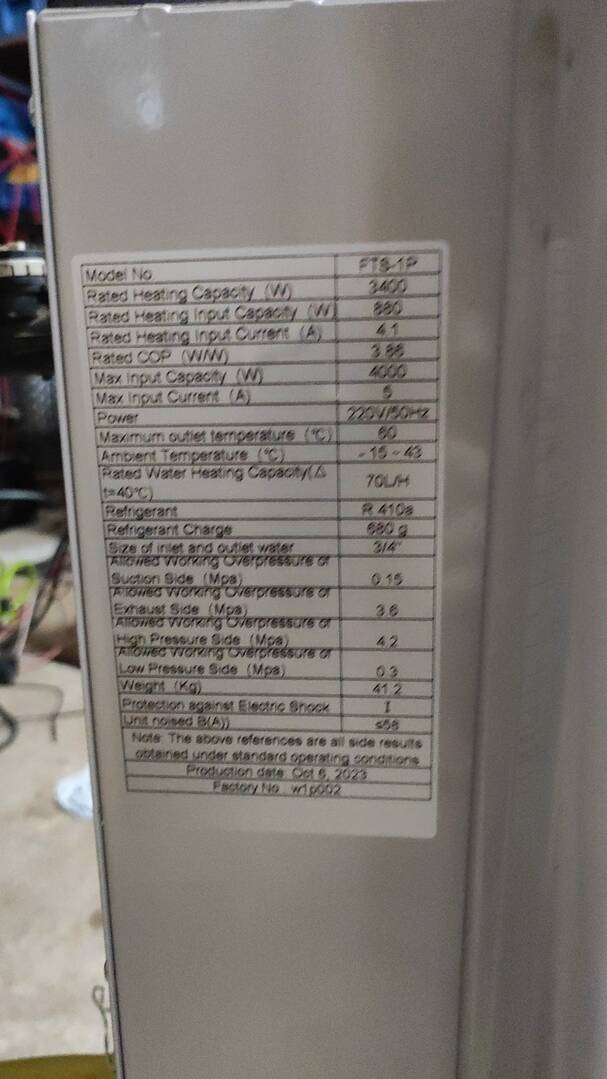 Model No FTS-1P
Rated Heating Capacity (W) 3400
Rated Heating Input Capacity (W) 880
Rated Heating Input Current (A) 4.1
Rated COP (W/W) 3.86
Max Input Capacity (W) 4000
Max Input Current (A) 5
Power 220V/50Hz
Maximum outlet temperature (℃) 60
Ambient Temperature (℃) -15~43
Rated Water Heating Capacity(△
t=40℃) 70L/H
Refrigerant R 410a
Refrigerant Charge 680 g
Size of inlet and outlet water 3/4"
Allowed Working Overpressure of
Suction Side (Mpa) 0.15
Allowed Working Overpressure of
Exhaust Side (Mpa) 3.6
Allowed Working Overpressure of
High Pressure Side (Mpa) 4.2
Allowed Working Overpressure of
Low Pressure Side (Mpa) 0.3
Weight (Kg) 41.2
Protection against Electric Shock I
Unit noised B(A)) ≤58
Note: The above references are all side results
obtained under standard operating conditions
Production date: Oct 6, 2023
Factory No. w1p002